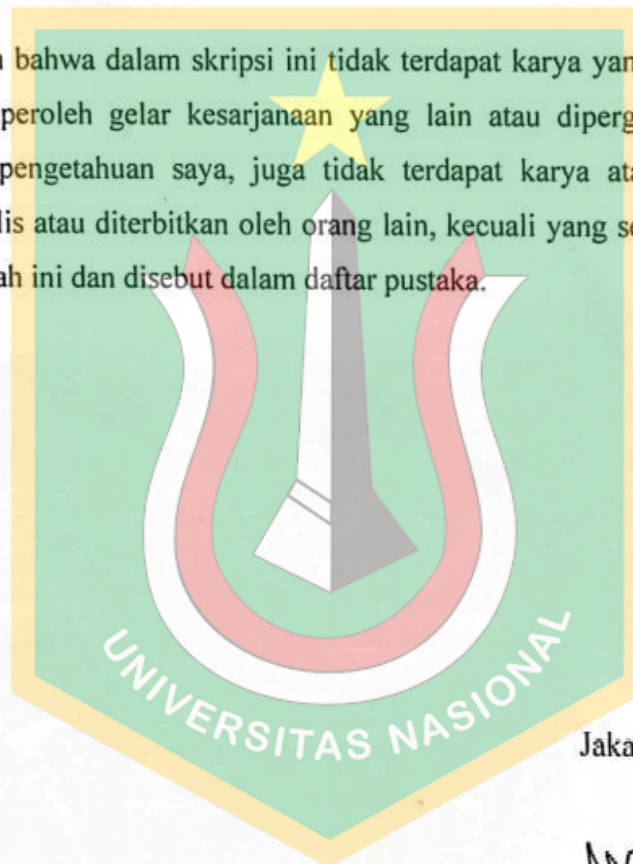 bahwa dalam skripsi ini tidak terdapat karya yan
peroleh gelar kesarjanaan yang lain atau diperg
pengetahuan saya, juga tidak terdapat karya ata
lis atau diterbitkan oleh orang lain, kecuali yang se
ah ini dan disebut dalam daftar pustaka.
UNIVERSITAS NASIONAL
Jaka